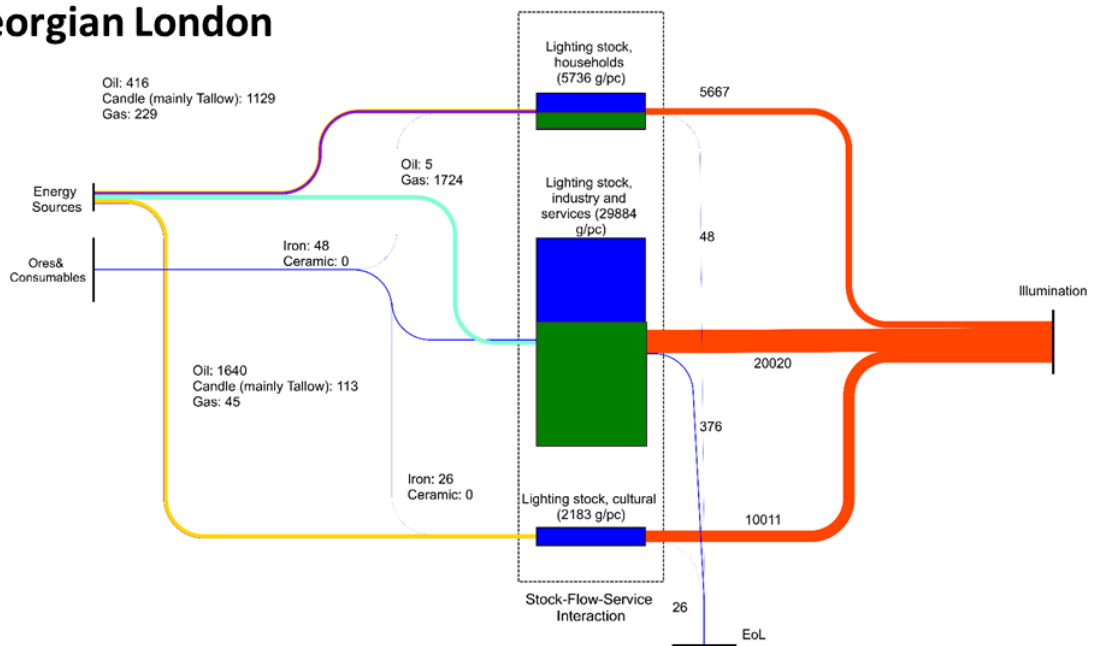 eorgian London
Oil: 416
Candle (mainly Tallow): 1129
Gas: 229
Lighting stock,
households
(5736 g/pc)
5667
Oil: 5
Gas: 1724
Energy
Sources
Lighting stock,
industry and
services (29884
g/pc)
48
Iron: 48
Ceramic: 0
Ores&
Consumables
Illumination
20020
Oil: 1640
Candle (mainly Tallow): 113
Gas: 45
376
Iron: 26
Ceramic: 0
Lighting stock, cultural
(2183 g/pc)
10011
Stock-Flow-Service
Interaction
26
EoL